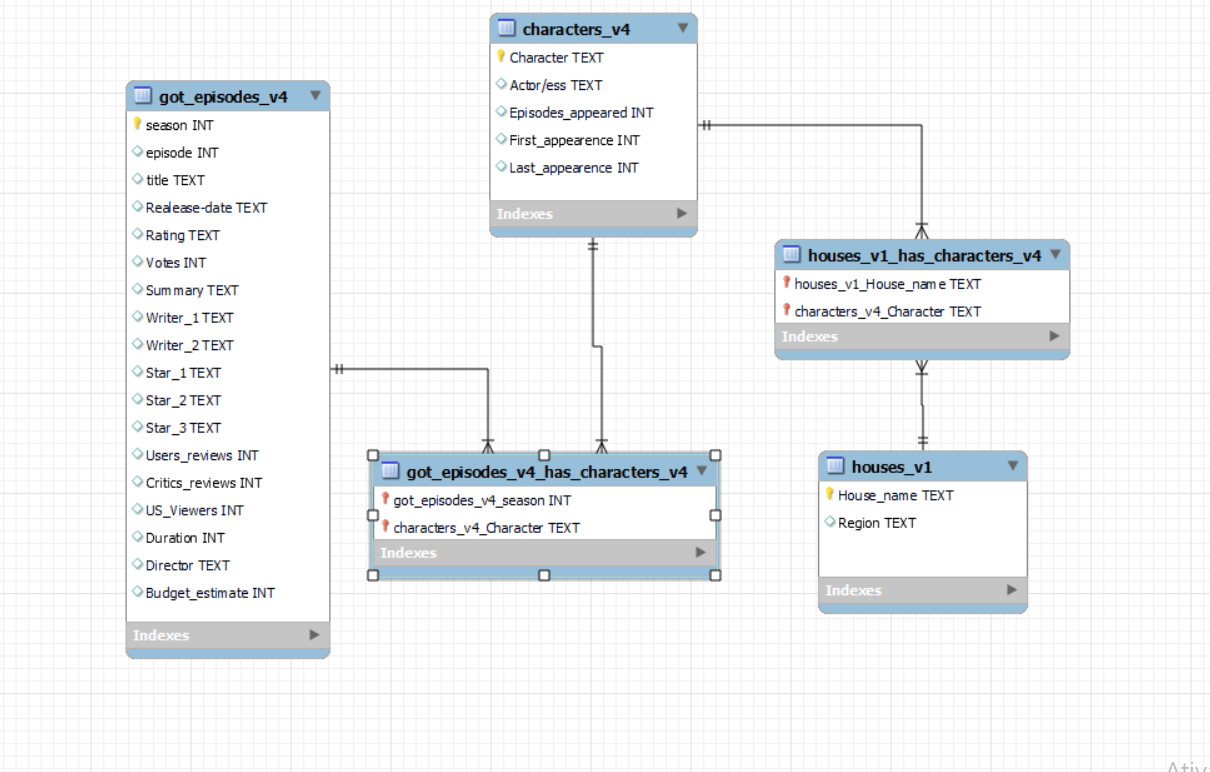 characters_v4
Character TEXT
Actor/ess TEXT
Episodes_appeared INT
First_appearence INT
Last_appearence INT
Indexes
got_episodes_v4
season INT
episode INT
title TEXT
Realease-date TEXT
Rating TEXT
Votes INT
Summary TEXT
Writer_1 TEXT
Writer_2 TEXT
Star_1 TEXT
Star_2 TEXT
Star_3 TEXT
Users_reviews INT
Critics_reviews INT
US_Viewers INT
Duration INT
Director TEXT
Budget_estimate INT
Indexes
houses_v1_has_characters_v4
houses_v1_House_name TEXT
characters_v4_Character TEXT
Indexes
got_episodes_v4_has_characters_v4
got_episodes_v4_season INT
characters_v4_Character TEXT
Indexes
houses_v1
House_name TEXT
Region TEXT
Indexes